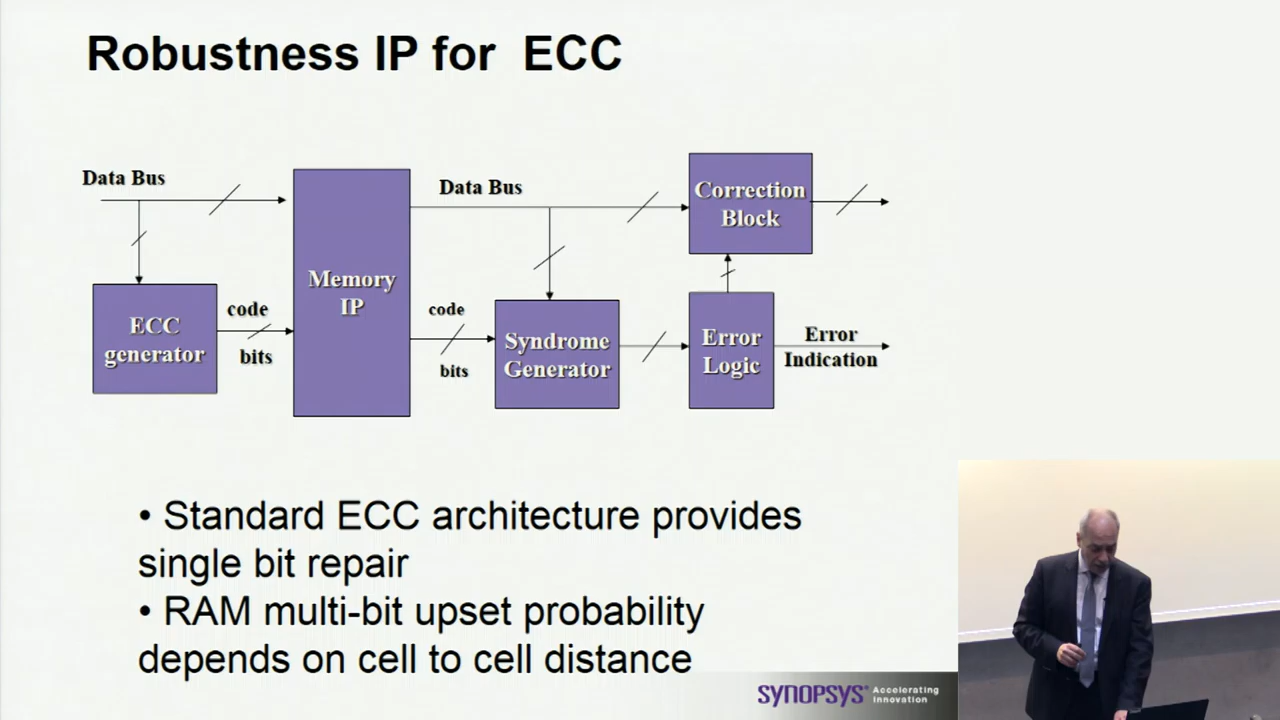 Robustness IP for ECC
Data Bus
Data Bus
Correction
Block
Memory
IP
ECC
generator
code
bits
code
bits
Syndrome
Generator
Error
Logic
Error
Indication
• Standard ECC architecture provides
single bit repair
• RAM multi-bit upset probability
depends on cell to cell distance
SYNOPSYS® Accelerating
Innovation